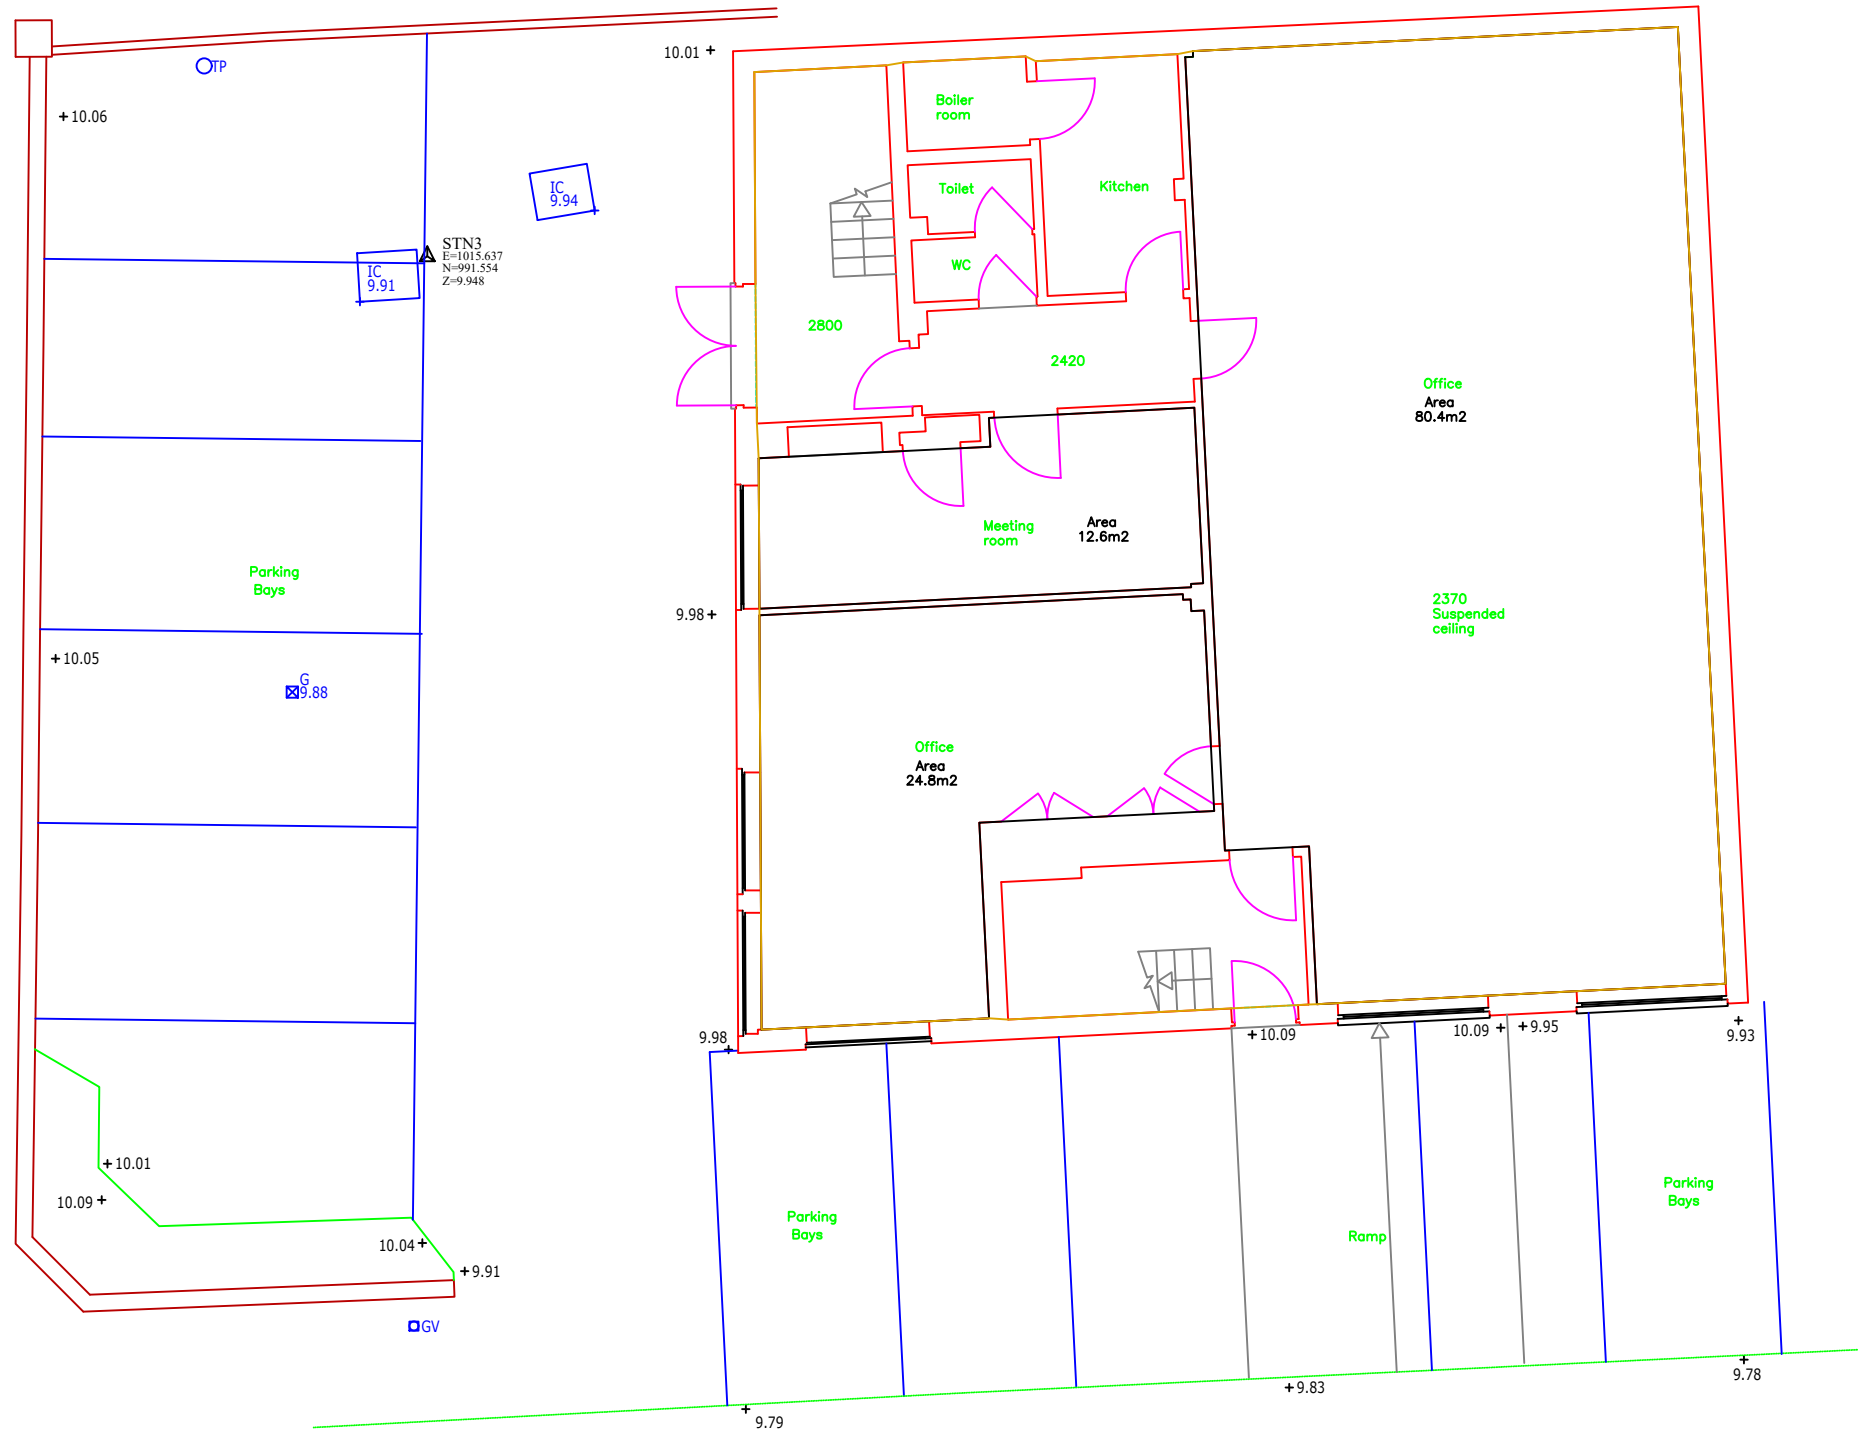 10.01
TP
10.06
Boiler
room
IC
9.94
Toilet
Kitchen
STN3
E=1015.637
N=991.554
Z=9.948
IC
9.91
WC
2800
2420
Office
Area
80.4m2
Meeting
room
Area
12.6m2
Parking
Bays
9.98
2370
Suspended
ceiling
10.05
G
9.88
Office
Area
24.8m2
9.98
10.09
10.09
9.95
9.93
10.01
10.09
Parking
Bays
Parking
Bays
Ramp
10.04
9.91
GV
9.83
9.78
9.79